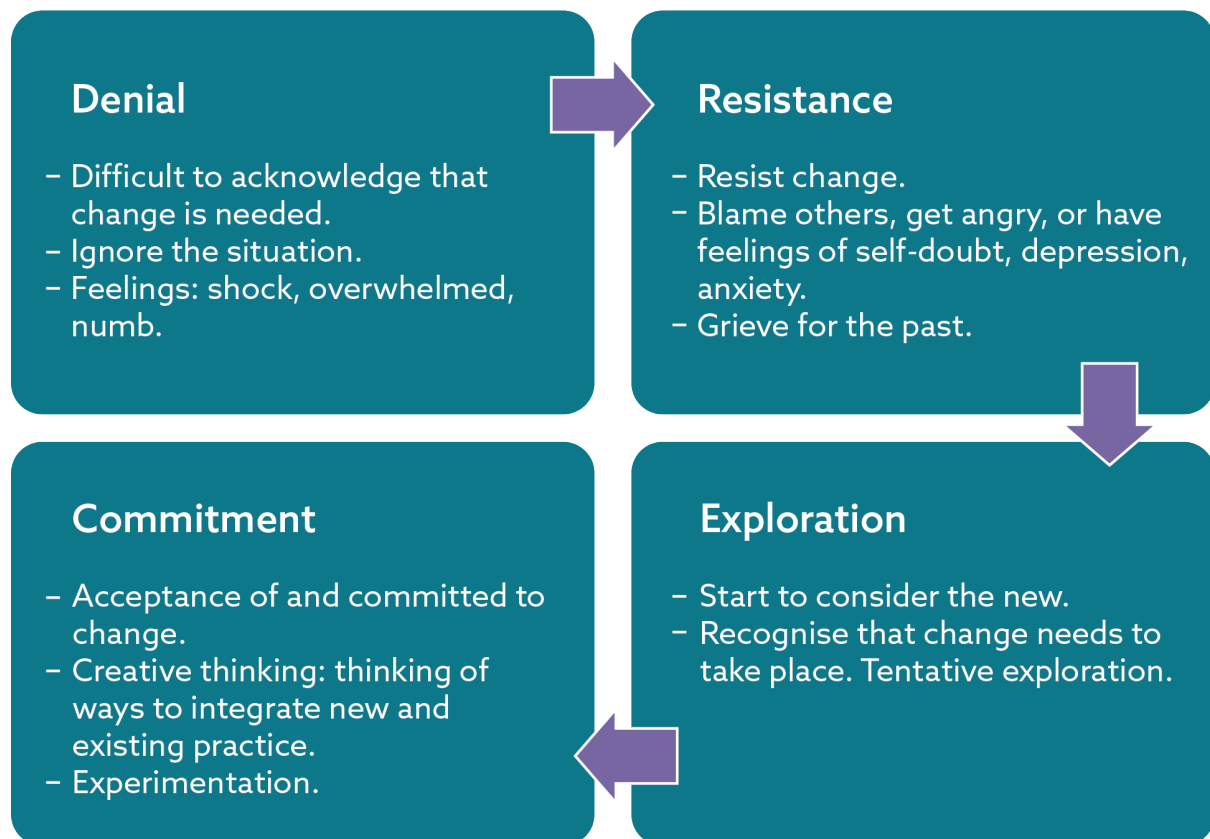 Denial
– Difficult to acknowledge that
change is needed.
– Ignore the situation.
– Feelings: shock, overwhelmed,
numb.
Resistance
– Resist change.
– Blame others, get angry, or have
feelings of self-doubt, depression,
anxiety.
– Grieve for the past.
Exploration
– Start to consider the new.
– Recognise that change needs to
take place. Tentative exploration.
Commitment
– Acceptance of and committed to
change.
– Creative thinking: thinking of
ways to integrate new and
existing practice.
– Experimentation.